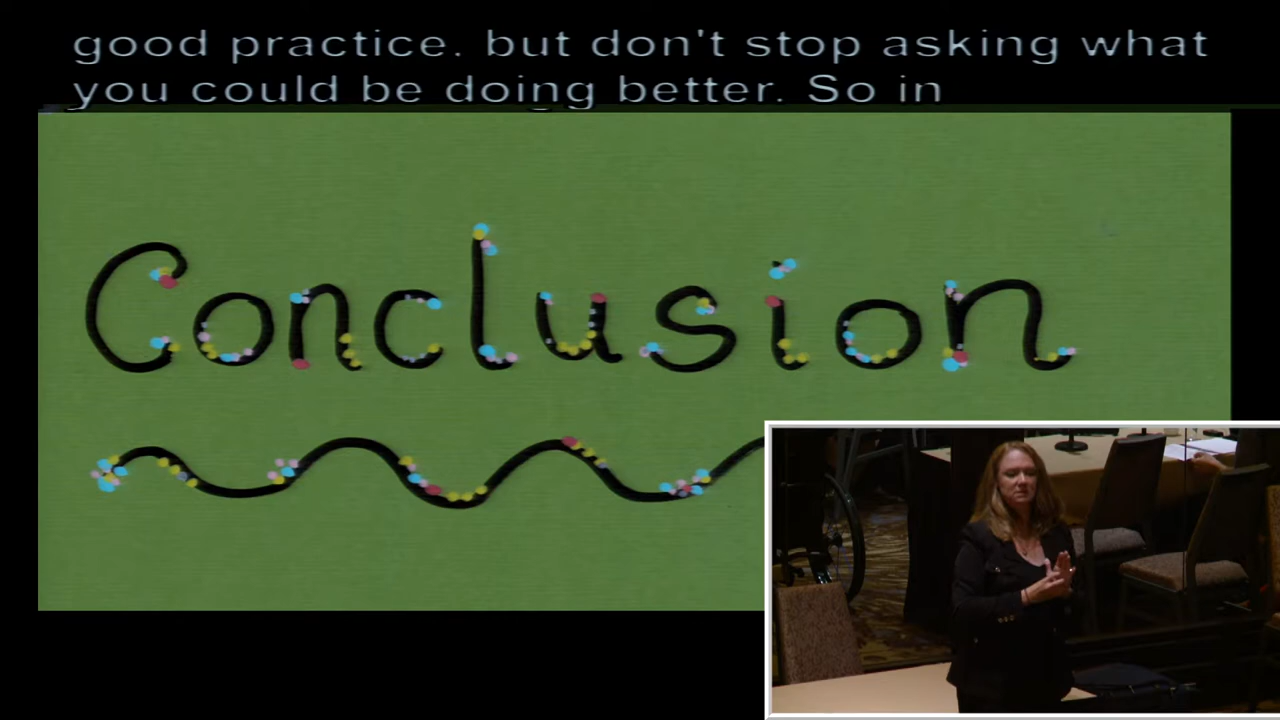 good practice. but don't stop asking what
you could be doing better. So in
Conclusion